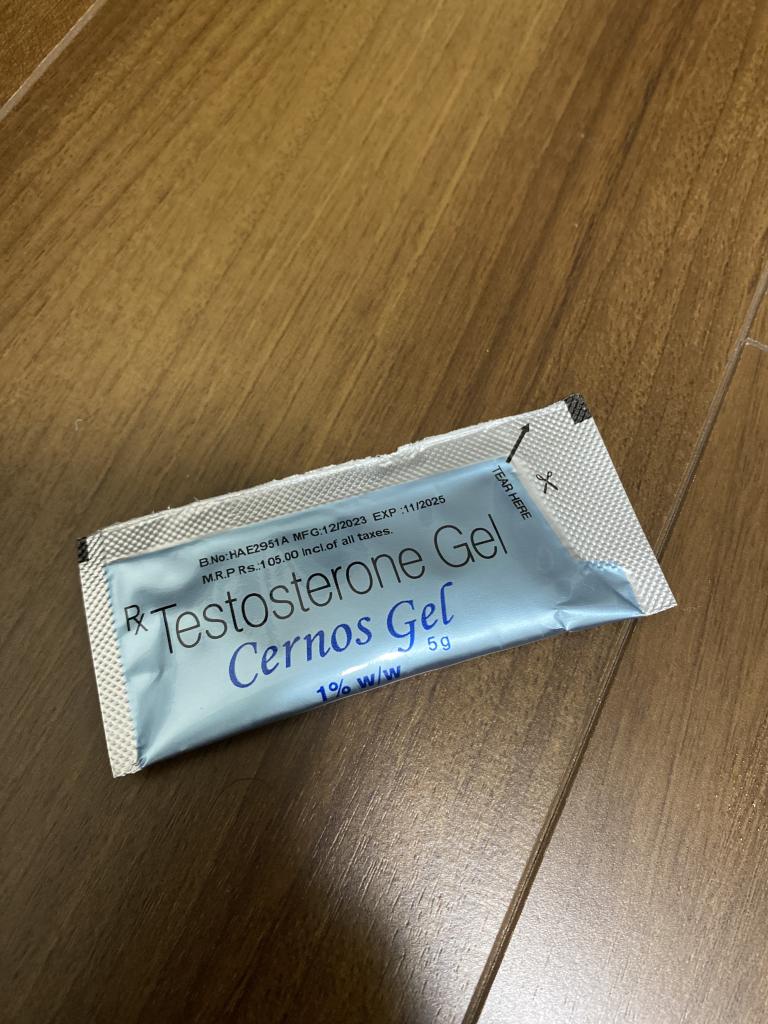 B.No:HAE2951A MFG:12/2023 EXP :11/2025
M.R.P Rs.:105.00 Incl.of all taxes.
TEAR HERE
Rx Testosterone Gel
Cernos Gel
5g
1% w/w